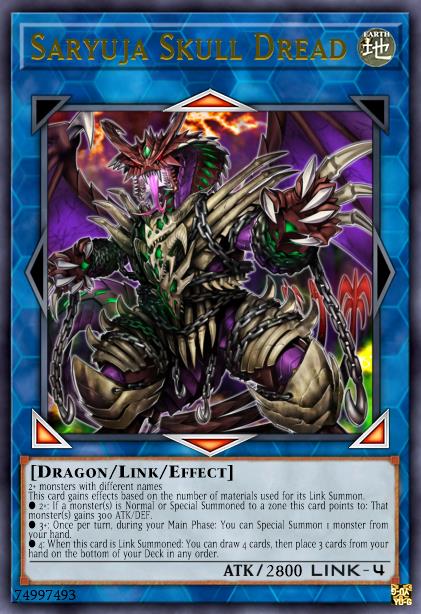 SARYUJA SKULL DREAD
EARTH
地
[DRAGON/LINK/EFFECT]
2+ monsters with different names
This card gains effects based on the number of materials used for its Link Summon.
● 2+: If a monster(s) is Normal or Special Summoned to a zone this card points to: That
monster(s) gains 300 ATK/DEF.
● 3+: Once per turn, during your Main Phase: You can Special Summon 1 monster from
your hand.
● 4: When this card is Link Summoned: You can draw 4 cards, then place 3 cards from your
hand on the bottom of your Deck in any order.
ATK/2800 LINK-4
74997493